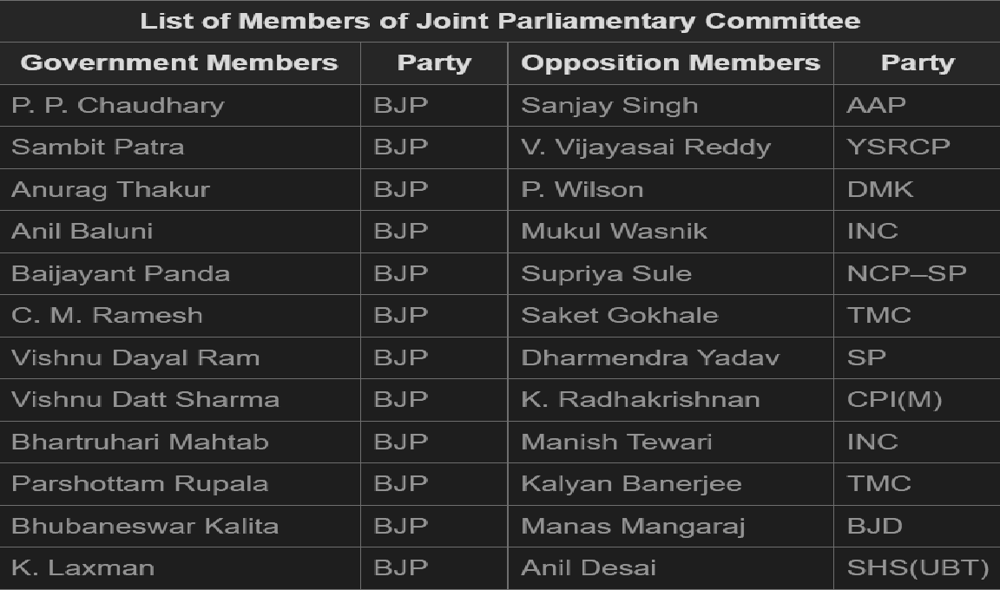 List of Members of Joint Parliamentary Committee
Government Members Party Opposition Members Party
P. P. Chaudhary BJP Sanjay Singh AAP
Sambit Patra BJP V. Vijayasai Reddy YSRCP
Anurag Thakur BJP P. Wilson DMK
Anil Baluni BJP Mukul Wasnik INC
Baijayant Panda BJP Supriya Sule NCP–SP
C. M. Ramesh BJP Saket Gokhale TMC
Vishnu Dayal Ram BJP Dharmendra Yadav SP
Vishnu Datt Sharma BJP K. Radhakrishnan CPI(M)
Bhartruhari Mahtab BJP Manish Tewari INC
Parshottam Rupala BJP Kalyan Banerjee TMC
Bhubaneswar Kalita BJP Manas Mangaraj BJD
K. Laxman BJP Anil Desai SHS(UBT)